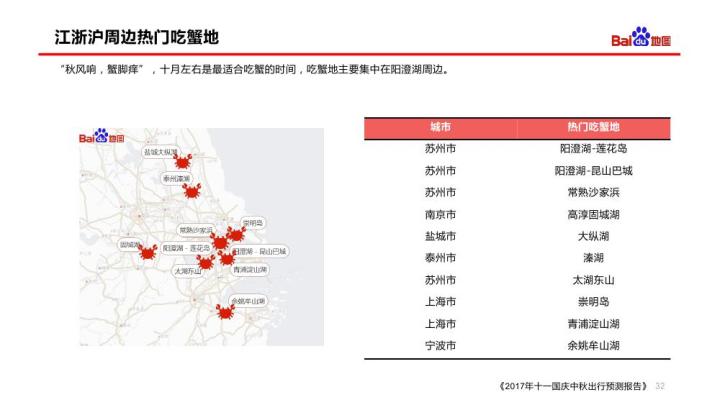 江浙沪周边热门吃蟹地
Baidu地图
“秋风响，蟹脚痒”，十月左右是最适合吃蟹的时间，吃蟹地主要集中在阳澄湖周边。
Baidu地图
盐城大纵湖
泰州溱湖
崇明岛
常熟沙家浜
固城湖
阳澄湖-莲花岛
阳澄湖-昆山巴城
太湖东山
青浦淀山湖
余姚牟山湖
城市 热门吃蟹地
苏州市 阳澄湖-莲花岛
苏州市 阳澄湖-昆山巴城
苏州市 常熟沙家浜
南京市 高淳固城湖
盐城市 大纵湖
泰州市 溱湖
苏州市 太湖东山
上海市 崇明岛
上海市 青浦淀山湖
宁波市 余姚牟山湖
《2017年十一国庆中秋出行预测报告》 32